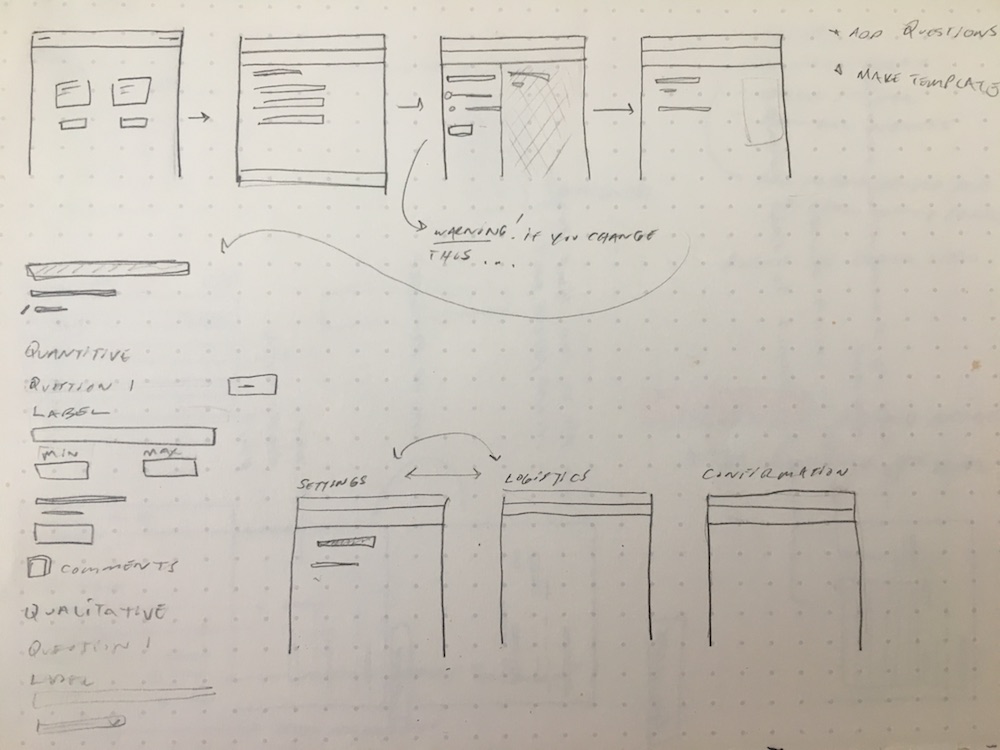 * ADD QUESTIONS
MAKE TEMPLATE
WARNING! IF YOU CHANGE
THIS...
QUANTITIVE
QUESTION 1
LABEL
MIN MAX
COMMENTS
QUALITATIVE
QUESTION 1
LABEL
SETTINGS
LOGISTICS
CONFIRMATION